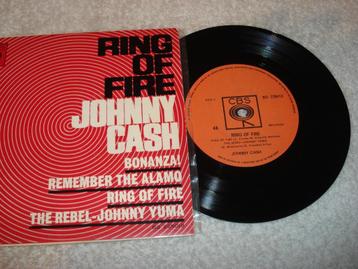 RING
OF
FIRE
JOHNNY
CASH
BONANZA!
REMEMBER THE ALAMO
RING OF FIRE
THE REBEL-JOHNNY YUMA
CBS
RING OF FIRE
JOHNNY CASH